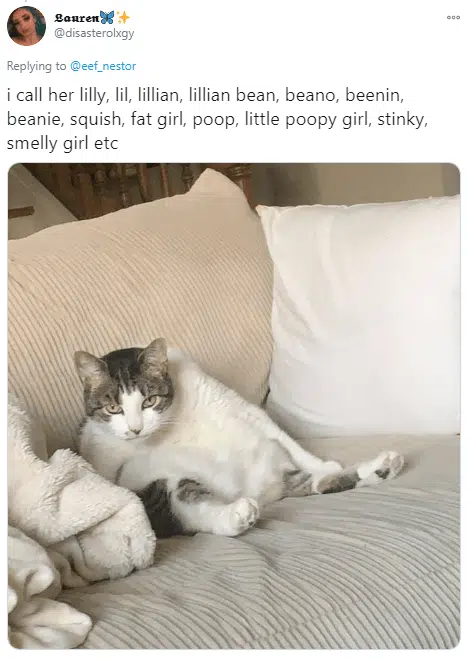 𝕷𝖆𝖚𝖗𝖊𝖓🦋✨
@disasterolxgy
Replying to @eef_nestor
i call her lilly, lil, lillian, lillian bean, beano, beenin,
beanie, squish, fat girl, poop, little poopy girl, stinky,
smelly girl etc